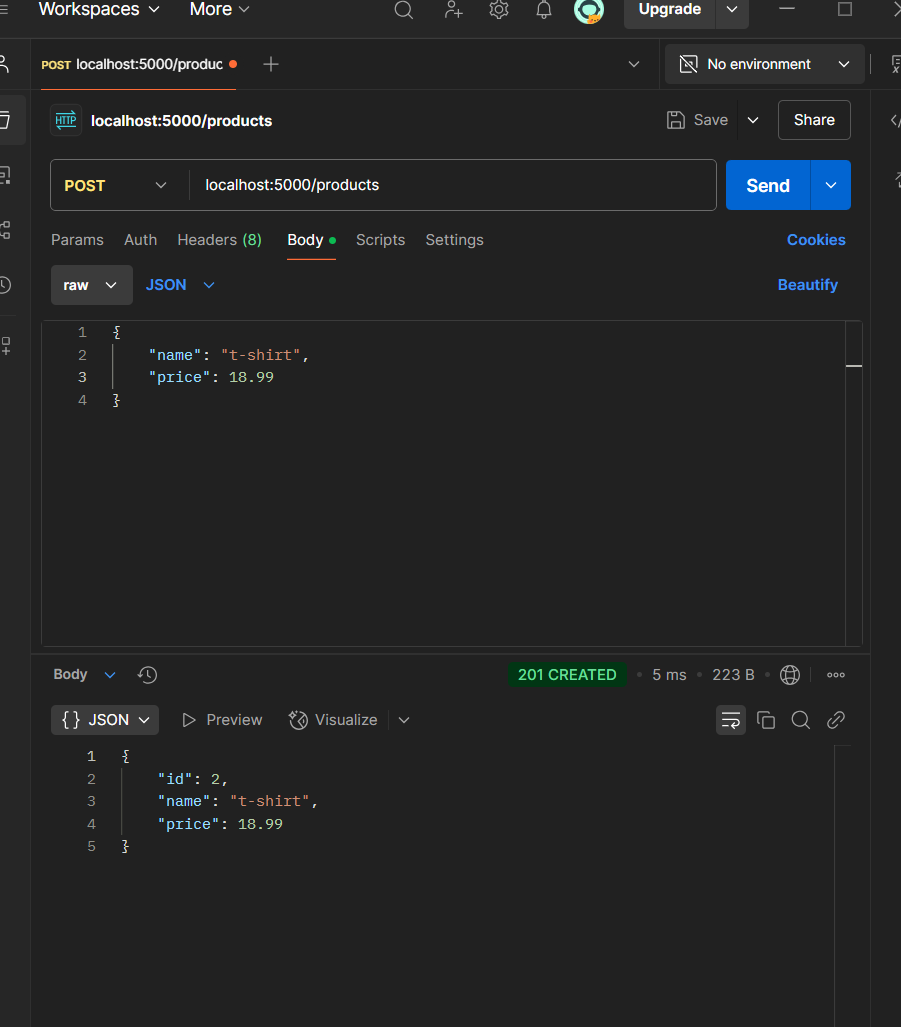 Workspaces More Upgrade
POST localhost:5000/produc No environment
HTTP localhost:5000/products Save Share
POST localhost:5000/products Send
Params Auth Headers (8) Body Scripts Settings Cookies
raw JSON Beautify
1 {
2 "name": "t-shirt",
3 "price": 18.99
4 }
Body 201 CREATED • 5 ms • 223 B •
{} JSON Preview Visualize
1 {
2 "id": 2,
3 "name": "t-shirt",
4 "price": 18.99
5 }